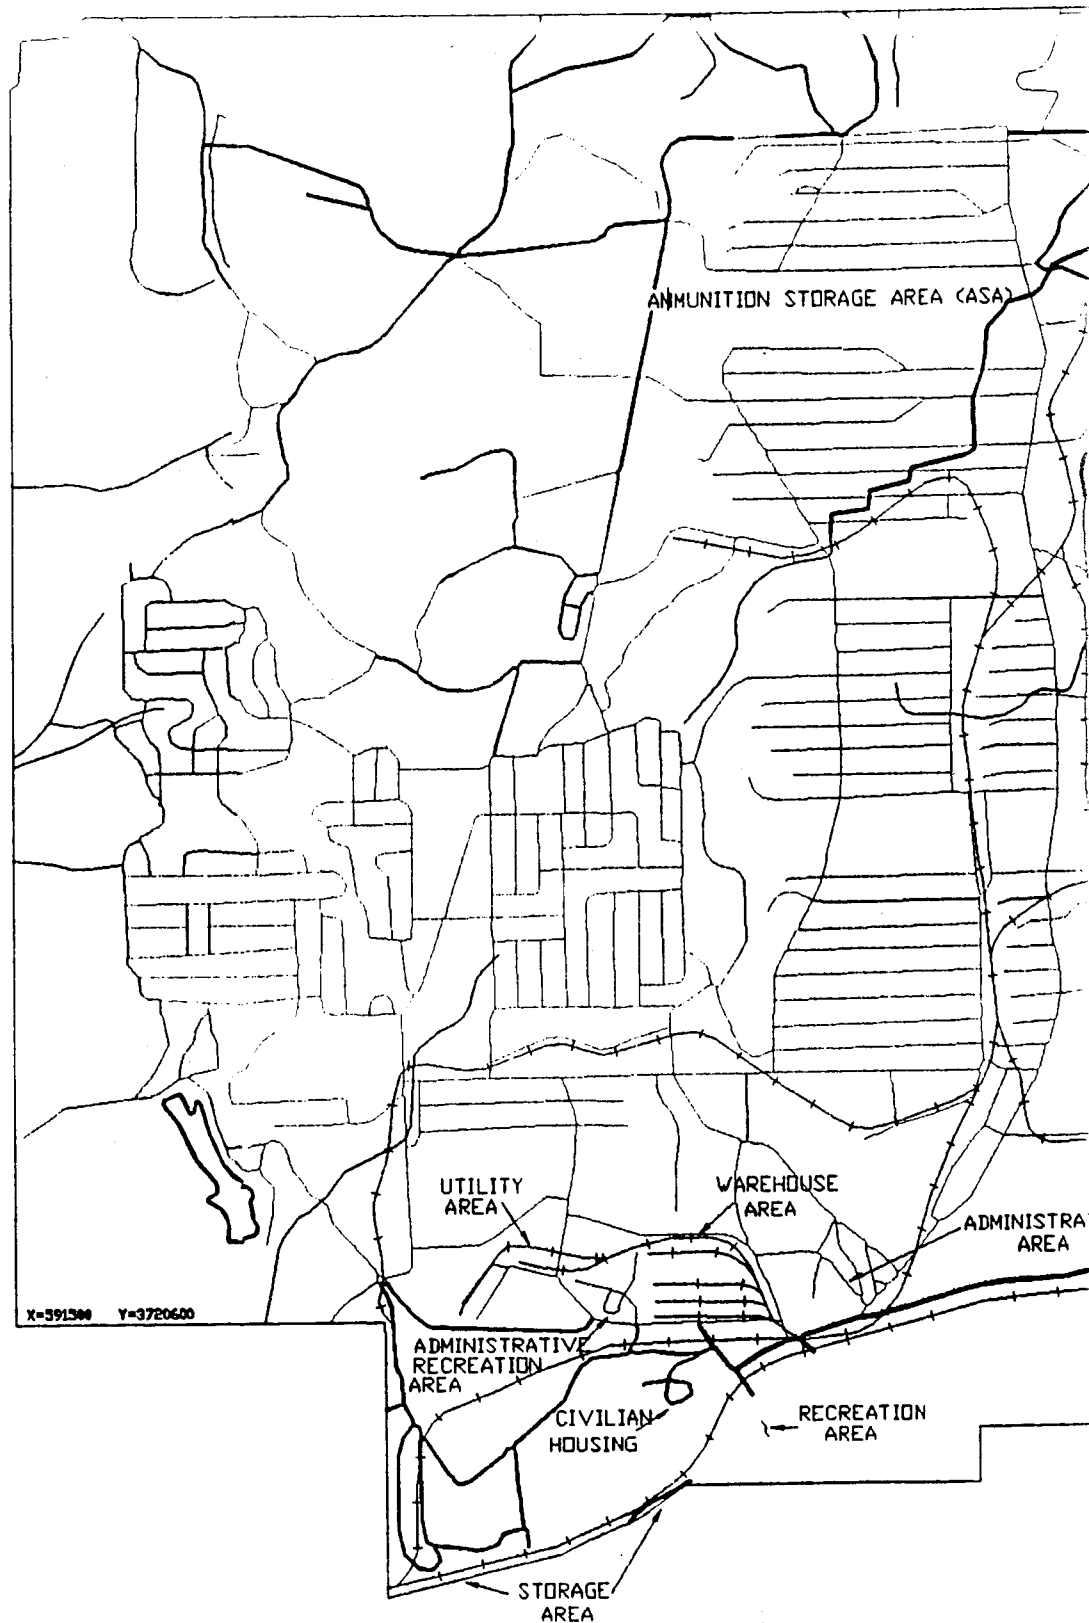 AMMUNITION STORAGE AREA (ASA)
UTILITY
AREA
WAREHOUSE
AREA
ADMINISTRA
AREA
X=591500 Y=3720600
ADMINISTRATIVE
RECREATION
AREA
CIVILIAN
HOUSING
RECREATION
AREA
STORAGE
AREA